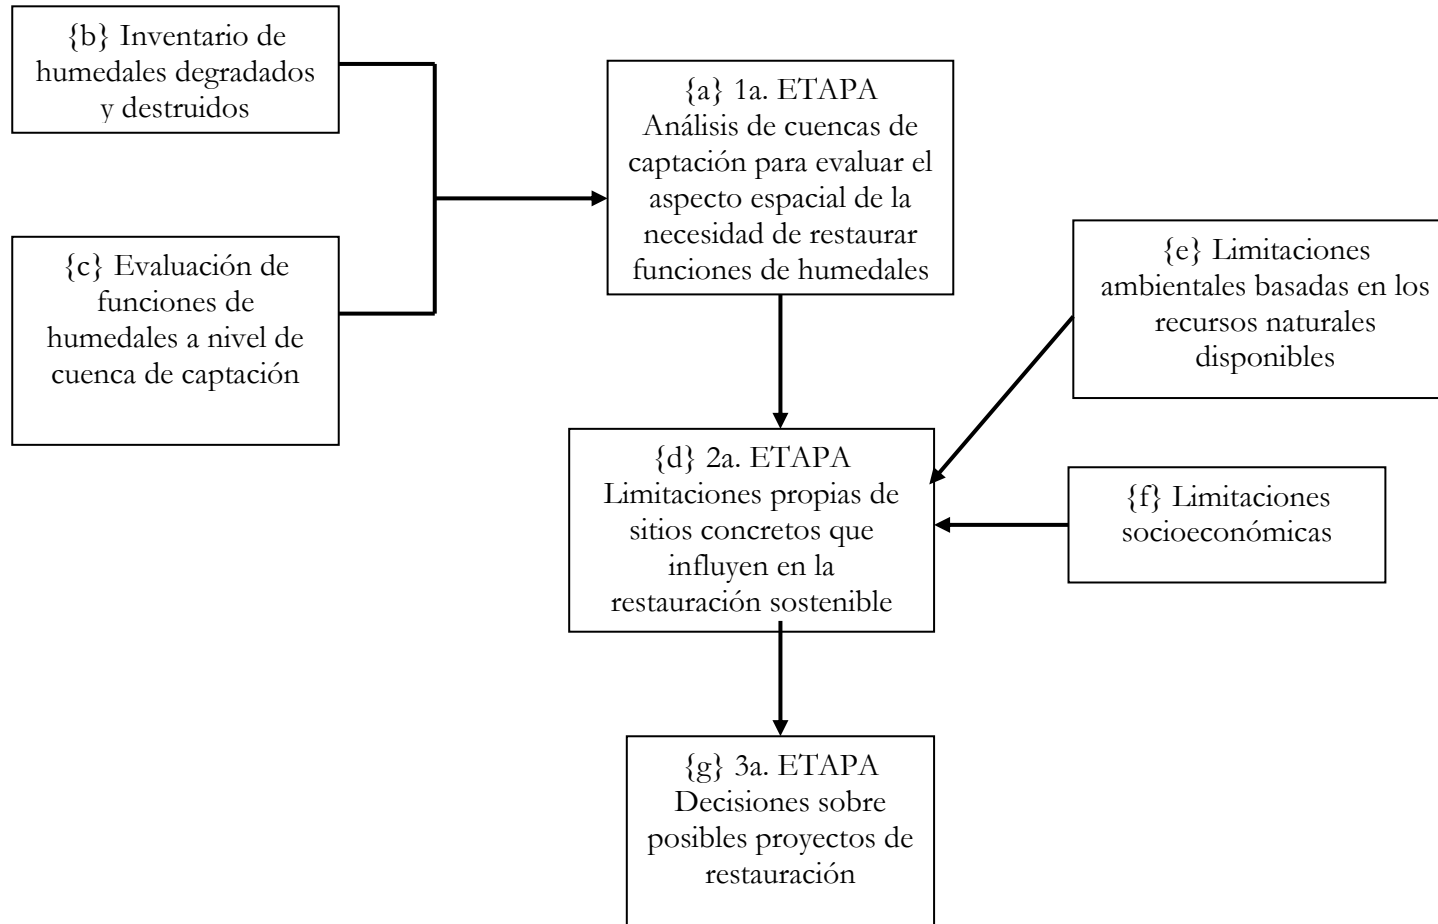 {b} Inventario de
humedales degradados
y destruidos
{a} 1a. ETAPA
Análisis de cuencas de
captación para evaluar el
aspecto espacial de la
necesidad de restaurar
funciones de humedales
{c} Evaluación de
funciones de
humedales a nivel de
cuenca de captación
{e} Limitaciones
ambientales basadas en los
recursos naturales
disponibles
{d} 2a. ETAPA
Limitaciones propias de
sitios concretos que
influyen en la
restauración sostenible
{f} Limitaciones
socioeconómicas
{g} 3a. ETAPA
Decisiones sobre
posibles proyectos de
restauración